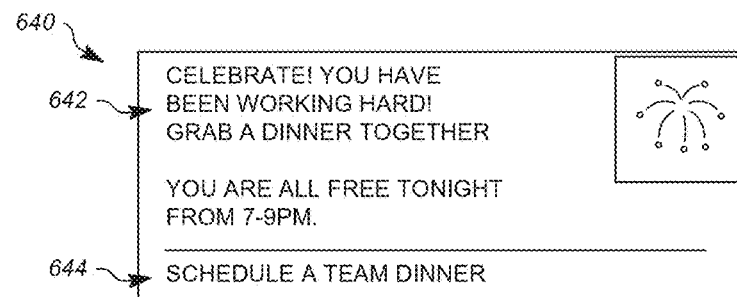 640
CELEBRATE! YOU HAVE
642 BEEN WORKING HARD!
GRAB A DINNER TOGETHER
YOU ARE ALL FREE TONIGHT
FROM 7-9PM.
644 SCHEDULE A TEAM DINNER